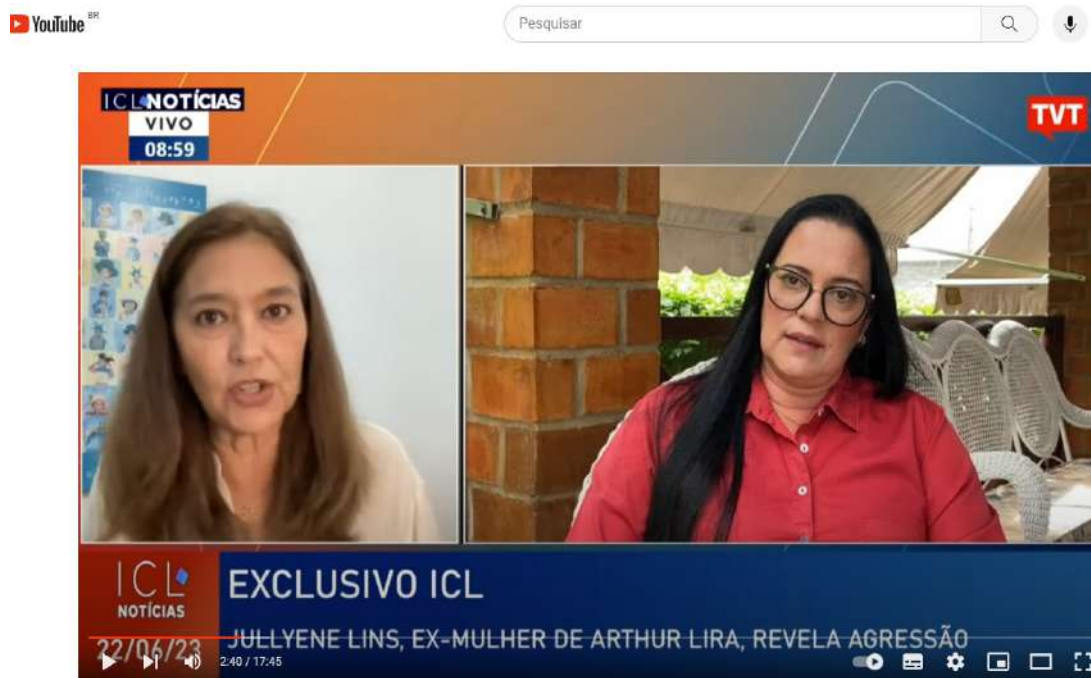 YouTube BR
Pesquisar
ICL NOTÍCIAS
VIVO
08:59
TVT
ICL
NOTÍCIAS
22/06/23
EXCLUSIVO ICL
JULLYENE LINS, EX-MULHER DE ARTHUR LIRA, REVELA AGRESSÃO
2:40 / 17:45